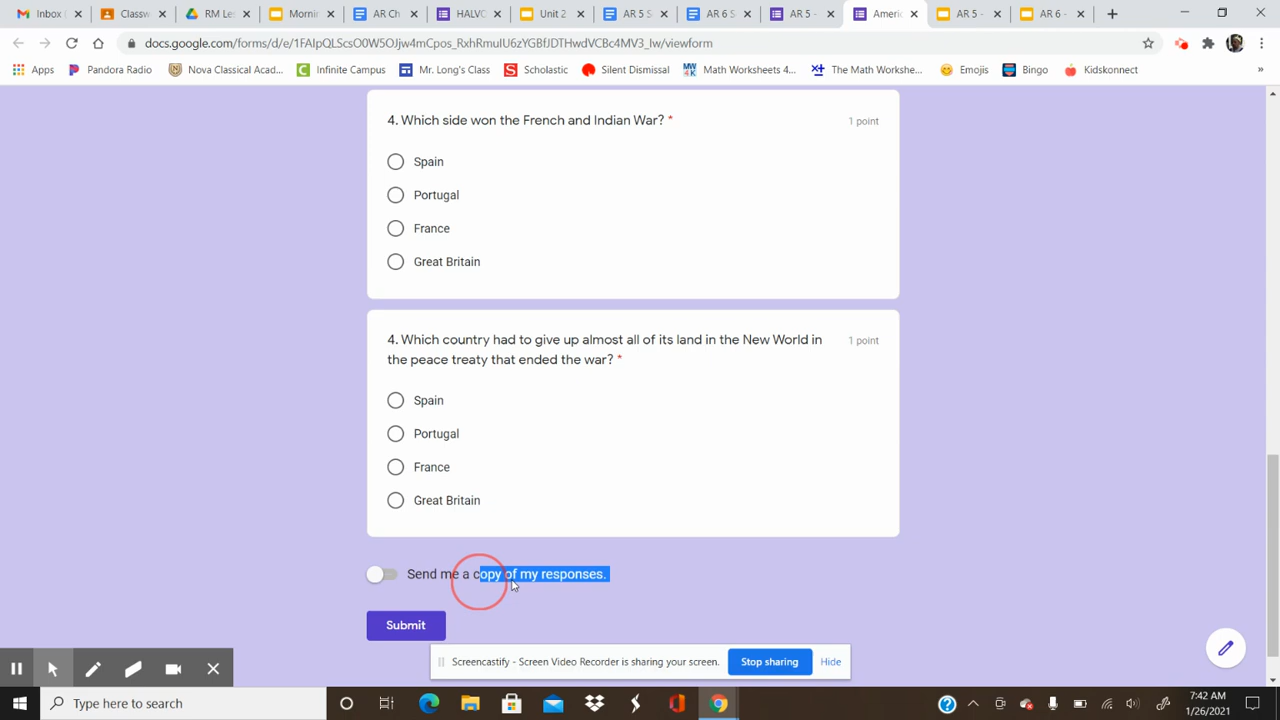 Inbox (
Classw
RM Les
Mornin
AR Ch
HALVO
Unit 2
AR 5 S
AR 6 S
AR 5 -
Americ
AR 5 -
AR 6 -
docs.google.com/forms/d/e/1FAIpQLScsO0W5OJjw4mCpos_RxhRmuIU6zYGBfJDTHwdVCBc4MV3_lw/viewform
Apps
Pandora Radio
Nova Classical Acad...
Infinite Campus
Mr. Long's Class
Scholastic
Silent Dismissal
Math Worksheets 4...
The Math Workshe...
Emojis
Bingo
Kidskonnect
»
4. Which side won the French and Indian War? *
1 point
Spain
Portugal
France
Great Britain
4. Which country had to give up almost all of its land in the New World in
the peace treaty that ended the war? *
1 point
Spain
Portugal
France
Great Britain
Send me a copy of my responses.
Submit
Screencastify - Screen Video Recorder is sharing your screen.
Stop sharing
Hide
Type here to search
7:42 AM
1/26/2021